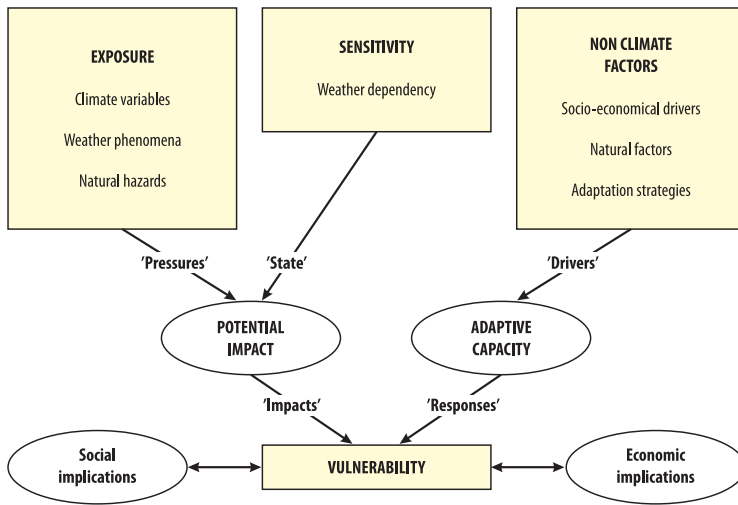 EXPOSURE
Climate variables
Weather phenomena
Natural hazards
SENSITIVITY
Weather dependency
NON CLIMATE
FACTORS
Socio-economical drivers
Natural factors
Adaptation strategies
'Pressures'
'State'
'Drivers'
POTENTIAL
IMPACT
ADAPTIVE
CAPACITY
'Impacts'
'Responses'
Social
implications
VULNERABILITY
Economic
implications